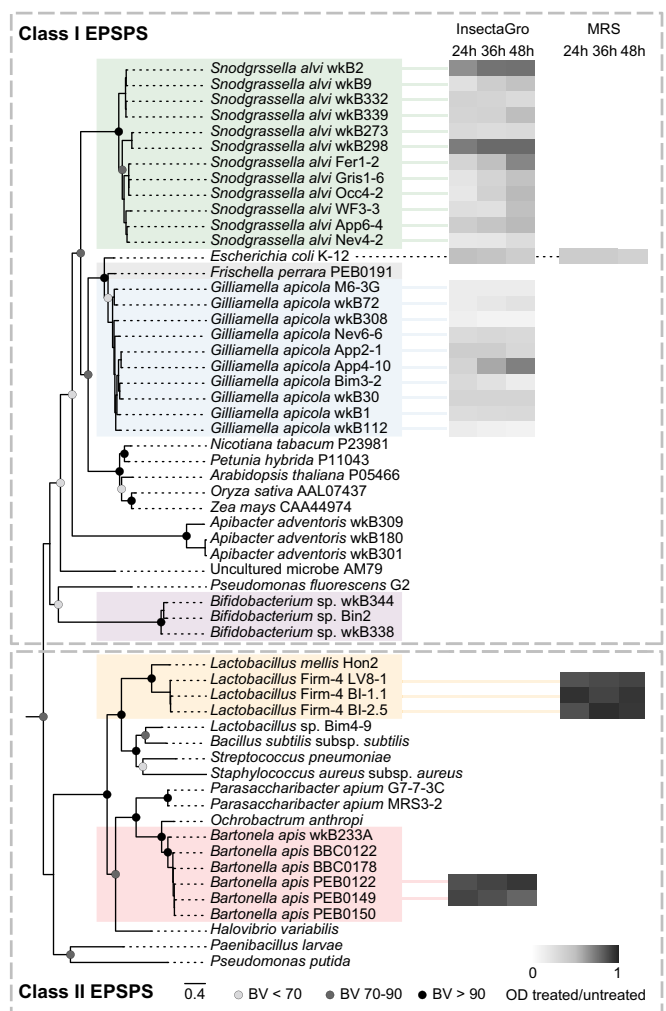 Class I EPSPS
InsectaGro MRS
24h 36h 48h 24h 36h 48h
Snodgrssella alvi wkB2
Snodgrassella alvi wkB9
Snodgrassella alvi wkB332
Snodgrassella alvi wkB339
Snodgrassella alvi wkB273
Snodgrassella alvi wkB298
Snodgrassella alvi Fer1-2
Snodgrassella alvi Gris1-6
Snodgrassella alvi Occ4-2
Snodgrassella alvi WF3-3
Snodgrassella alvi App6-4
Snodgrassella alvi Nev4-2
Escherichia coli K-12
Frischella perrara PEB0191
Gilliamella apicola M6-3G
Gilliamella apicola wkB72
Gilliamella apicola wkB308
Gilliamella apicola Nev6-6
Gilliamella apicola App2-1
Gilliamella apicola App4-10
Gilliamella apicola Bim3-2
Gilliamella apicola wkB30
Gilliamella apicola wkB1
Gilliamella apicola wkB112
Nicotiana tabacum P23981
Petunia hybrida P11043
Arabidopsis thaliana P05466
Oryza sativa AAL07437
Zea mays CAA44974
Apibacter adventoris wkB309
Apibacter adventoris wkB180
Apibacter adventoris wkB301
Uncultured microbe AM79
Pseudomonas fluorescens G2
Bifidobacterium sp. wkB344
Bifidobacterium sp. Bin2
Bifidobacterium sp. wkB338
Lactobacillus mellis Hon2
Lactobacillus Firm-4 LV8-1
Lactobacillus Firm-4 BI-1.1
Lactobacillus Firm-4 BI-2.5
Lactobacillus sp. Bim4-9
Bacillus subtilis subsp. subtilis
Streptococcus pneumoniae
Staphylococcus aureus subsp. aureus
Parasaccharibacter apium G7-7-3C
Parasaccharibacter apium MRS3-2
Ochrobactrum anthropi
Bartonella apis wkB233A
Bartonella apis BBC0122
Bartonella apis BBC0178
Bartonella apis PEB0122
Bartonella apis PEB0149
Bartonella apis PEB0150
Halovibrio variabilis
Paenibacillus larvae
Pseudomonas putida
0 1
Class II EPSPS 0.4 BV < 70 BV 70-90 BV > 90 OD treated/untreated